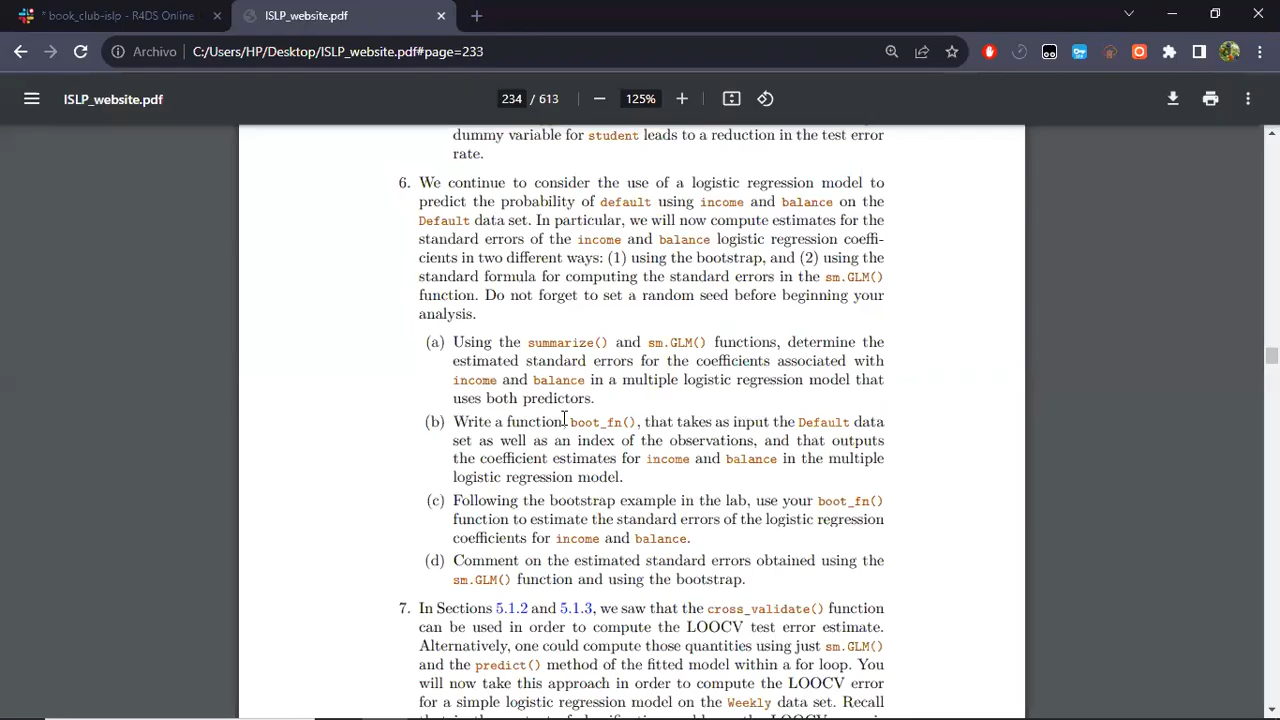 * book_club-islp - R4DS Online
ISLP_website.pdf
Archivo
C:/Users/HP/Desktop/ISLP_website.pdf#page=233
ISLP_website.pdf
234 / 613
125%
dummy variable for student leads to a reduction in the test error
rate.
6. We continue to consider the use of a logistic regression model to
predict the probability of default using income and balance on the
Default data set. In particular, we will now compute estimates for the
standard errors of the income and balance logistic regression coeffi-
cients in two different ways: (1) using the bootstrap, and (2) using the
standard formula for computing the standard errors in the sm.GLM()
function. Do not forget to set a random seed before beginning your
analysis.
(a) Using the summarize() and sm.GLM() functions, determine the
estimated standard errors for the coefficients associated with
income and balance in a multiple logistic regression model that
uses both predictors.
(b) Write a function, boot_fn(), that takes as input the Default data
set as well as an index of the observations, and that outputs
the coefficient estimates for income and balance in the multiple
logistic regression model.
(c) Following the bootstrap example in the lab, use your boot_fn()
function to estimate the standard errors of the logistic regression
coefficients for income and balance.
(d) Comment on the estimated standard errors obtained using the
sm.GLM() function and using the bootstrap.
7. In Sections 5.1.2 and 5.1.3, we saw that the cross_validate() function
can be used in order to compute the LOOCV test error estimate.
Alternatively, one could compute those quantities using just sm.GLM()
and the predict() method of the fitted model within a for loop. You
will now take this approach in order to compute the LOOCV error
for a simple logistic regression model on the Weekly data set. Recall